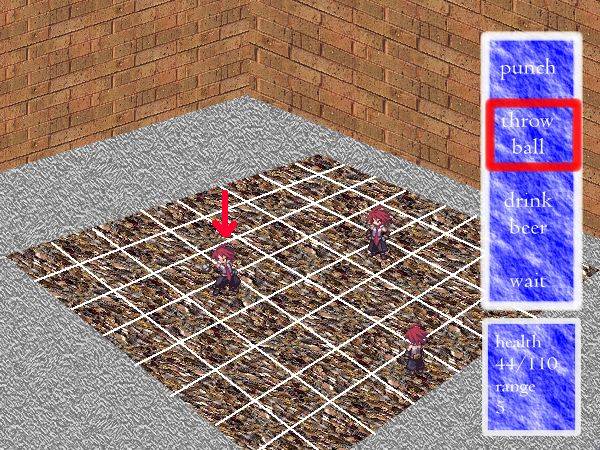 punch
throw
ball
drink
beer
wait
health
44/110
range
5